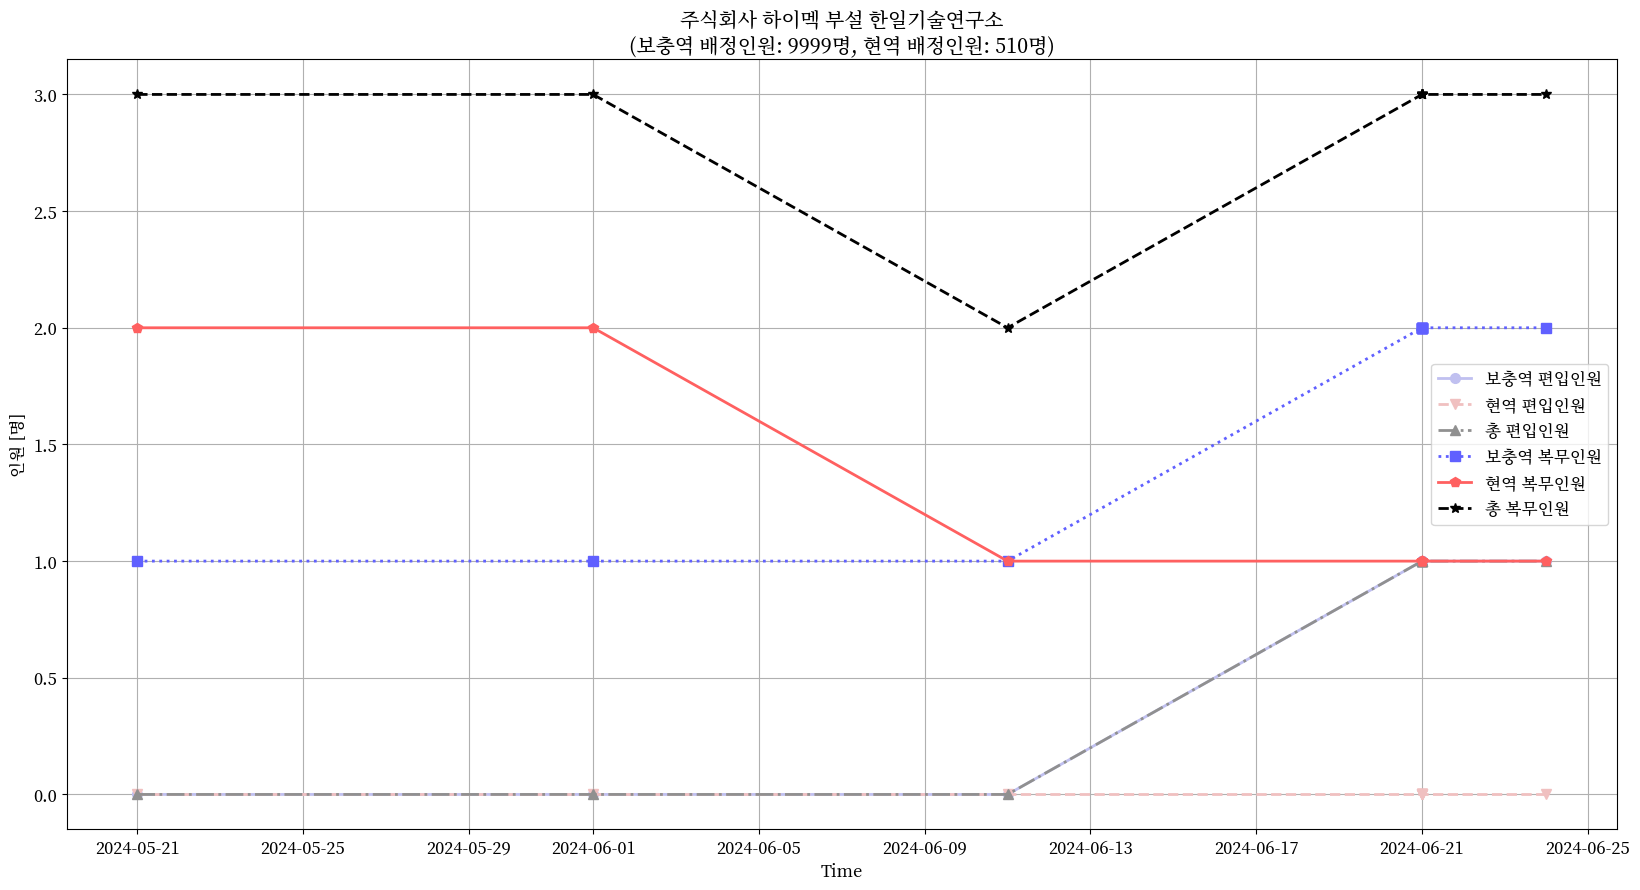 주식회사 하이멕 부설 한일기술연구소
(보충역 배정인원: 9999명, 현역 배정인원: 510명)
3.0
2.5
2.0
1.5
1.0
0.5
0.0
인원 [명]
보충역 편입인원
현역 편입인원
총 편입인원
보충역 복무인원
현역 복무인원
총 복무인원
2024-05-21 2024-05-25 2024-05-29 2024-06-01 2024-06-05 2024-06-09 2024-06-13 2024-06-17 2024-06-21 2024-06-25
Time